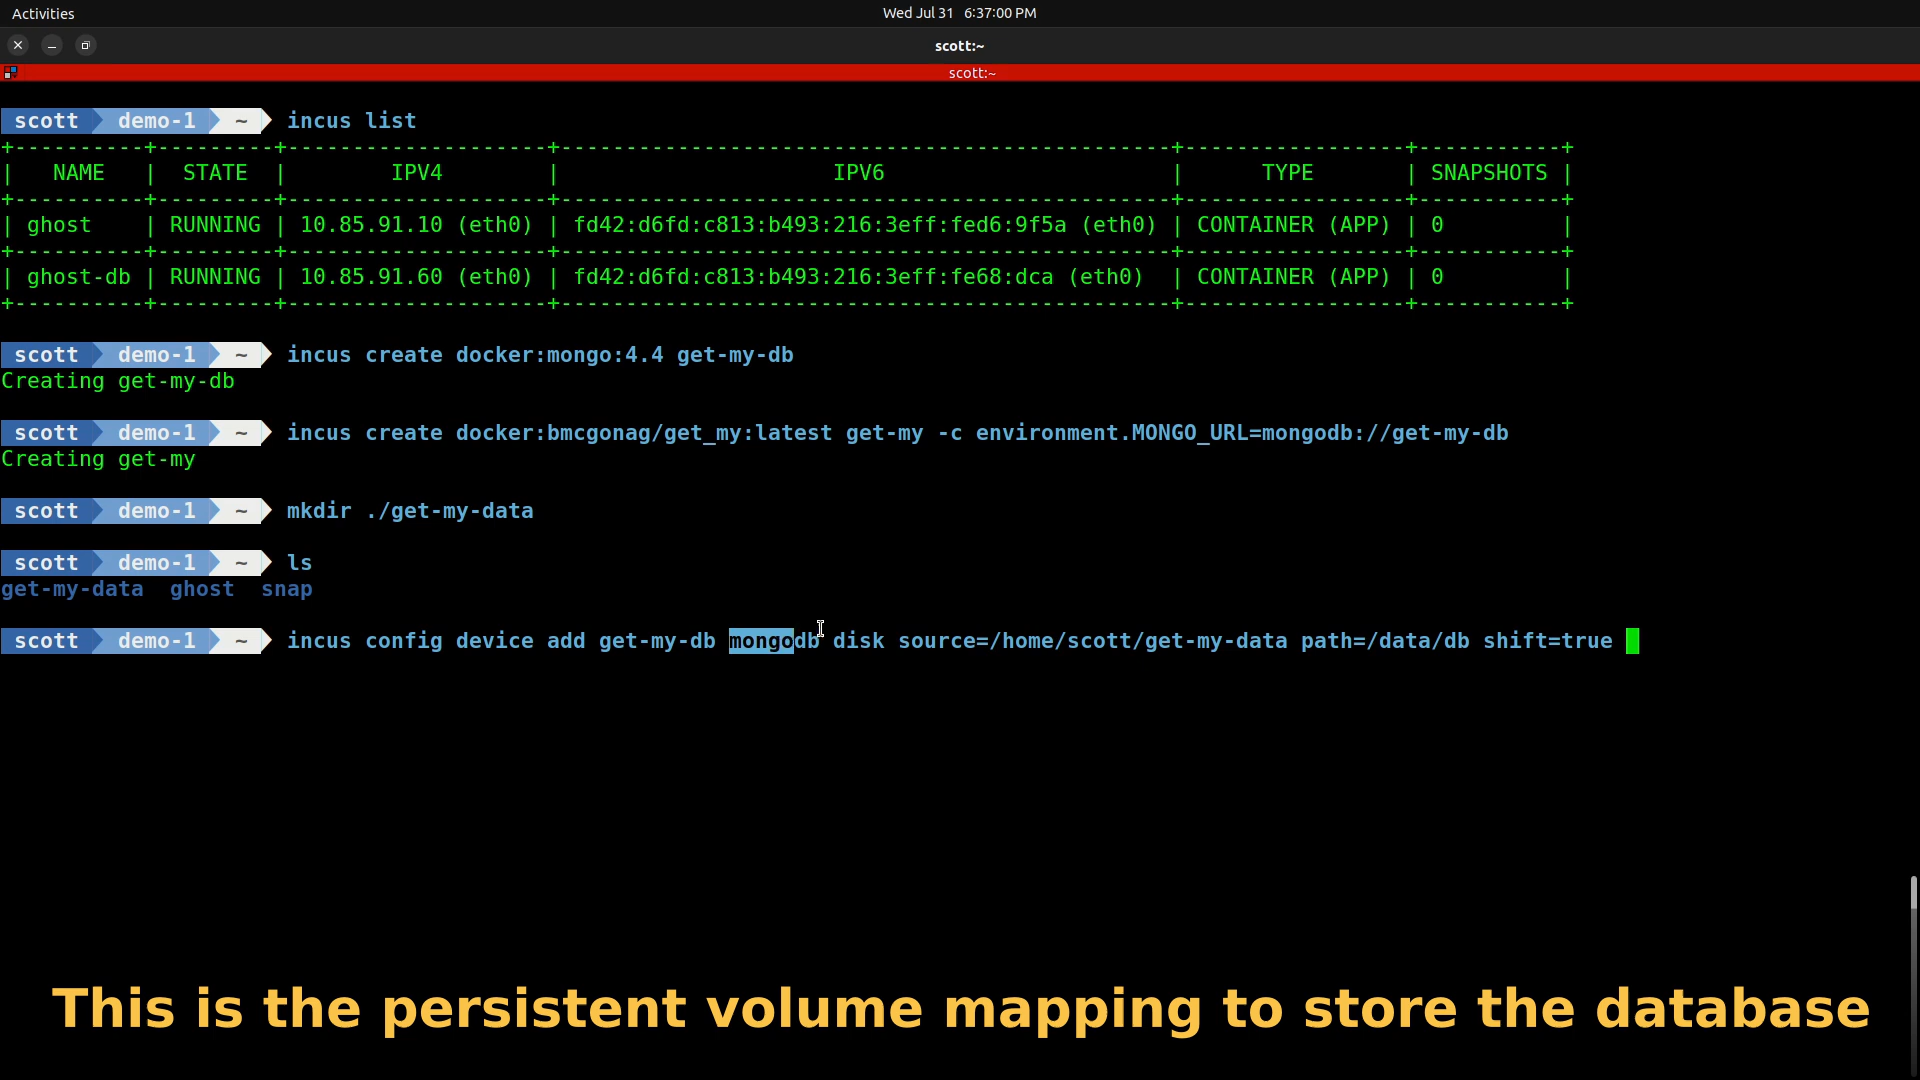 Activities
Wed Jul 31 6:37:00 PM
scott:~
scott:~
scott demo-1 ~ incus list
+----------+---------+--------------------+-----------------------------------------------+-----------------+-----------+
| NAME | STATE | IPV4 | IPV6 | TYPE | SNAPSHOTS |
+----------+---------+--------------------+-----------------------------------------------+-----------------+-----------+
| ghost | RUNNING | 10.85.91.10 (eth0) | fd42:d6fd:c813:b493:216:3eff:fed6:9f5a (eth0) | CONTAINER (APP) | 0 |
+----------+---------+--------------------+-----------------------------------------------+-----------------+-----------+
| ghost-db | RUNNING | 10.85.91.60 (eth0) | fd42:d6fd:c813:b493:216:3eff:fe68:dca (eth0) | CONTAINER (APP) | 0 |
+----------+---------+--------------------+-----------------------------------------------+-----------------+-----------+
scott demo-1 ~ incus create docker:mongo:4.4 get-my-db
Creating get-my-db
scott demo-1 ~ incus create docker:bmcgonag/get_my:latest get-my -c environment.MONGO_URL=mongodb://get-my-db
Creating get-my
scott demo-1 ~ mkdir ./get-my-data
scott demo-1 ~ ls
get-my-data ghost snap
scott demo-1 ~ incus config device add get-my-db mongodb disk source=/home/scott/get-my-data path=/data/db shift=true
This is the persistent volume mapping to store the database